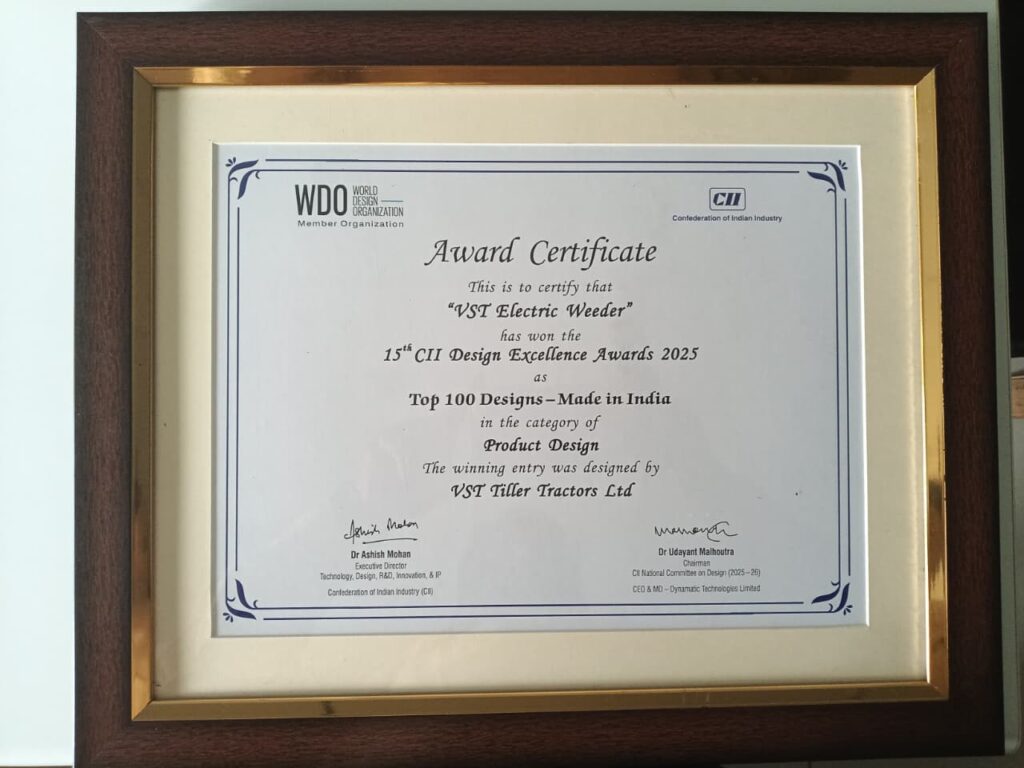 WDO WORLD DESIGN ORGANIZATION
Member Organization
CII
Confederation of Indian Industry
Award Certificate
This is to certify that
“VST Electric Weeder”
has won the
15th CII Design Excellence Awards 2025
as
Top 100 Designs – Made in India
in the category of
Product Design
The winning entry was designed by
VST Tiller Tractors Ltd
Ashish Mohan
Dr Ashish Mohan
Executive Director
Technology, Design, R&D, Innovation, & IP
Confederation of Indian Industry (CII)
Dr Udayant Malhoutra
Chairman
CII National Committee on Design (2025–26)
CEO & MD – Dynamatic Technologies Limited